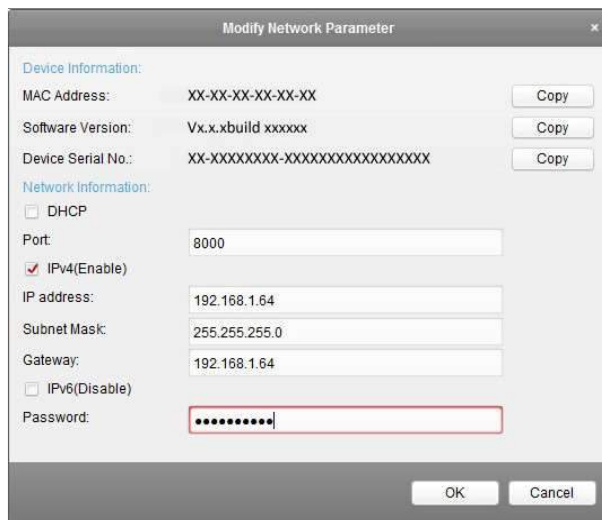 Modify Network Parameter ×
Device Information:
MAC Address: XX-XX-XX-XX-XX-XX Copy
Software Version: Vx.x.xbuild xxxxxx Copy
Device Serial No.: XX-XXXXXXXX-XXXXXXXXXXXXXXXXX Copy
Network Information:
DHCP
Port: 8000
IPv4(Enable)
IP address: 192.168.1.64
Subnet Mask: 255.255.255.0
Gateway: 192.168.1.64
IPv6(Disable)
Password: ●●●●●●●●●●
OK Cancel